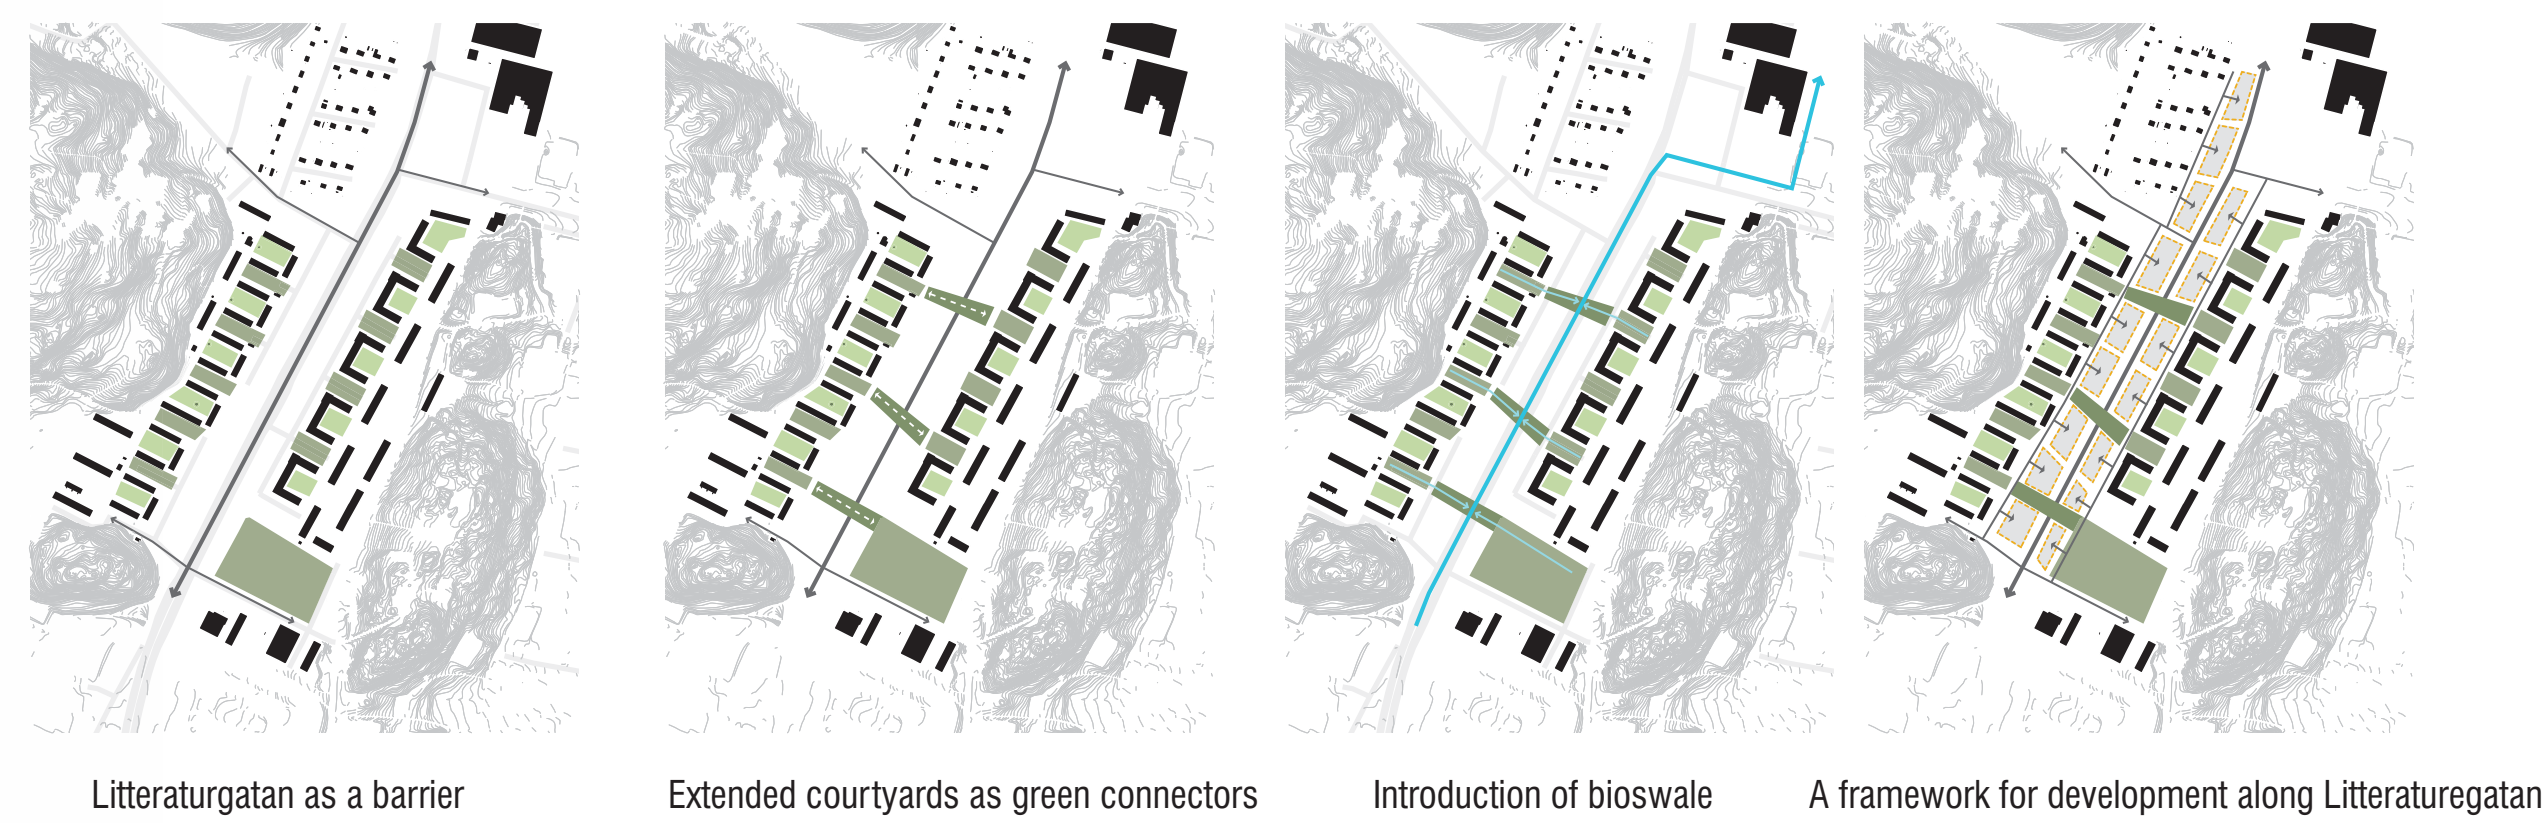 Litteraturgatan as a barrier
Extended courtyards as green connectors
Introduction of bioswale
A framework for development along Litteraturegatan